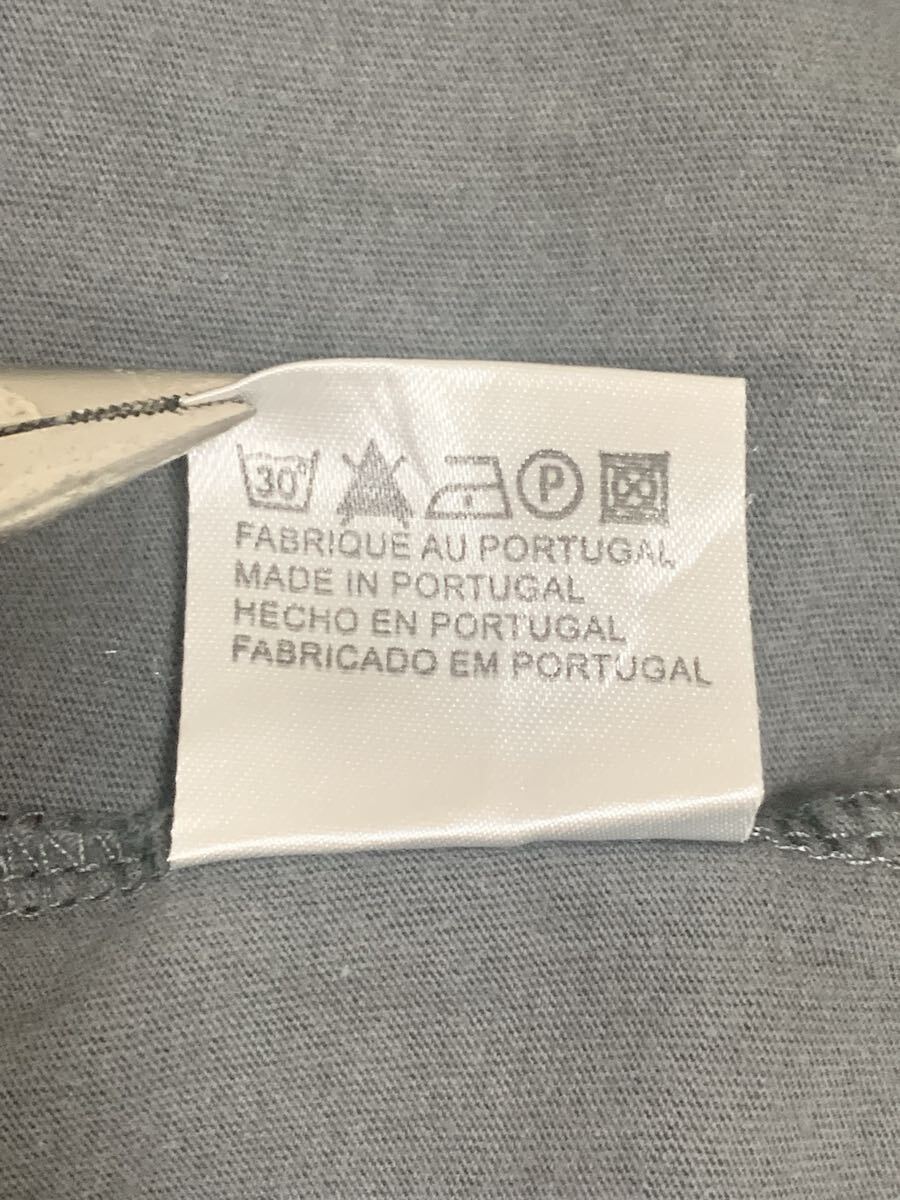 30° P
FABRIQUE AU PORTUGAL
MADE IN PORTUGAL
HECHO EN PORTUGAL
FABRICADO EM PORTUGAL